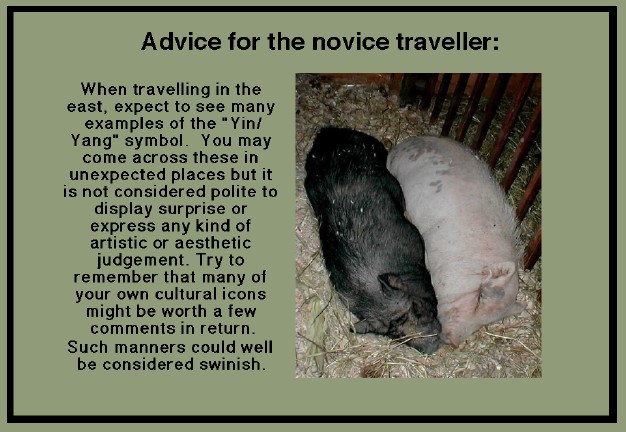 Advice for the novice traveller:
When travelling in the
east, expect to see many
examples of the "Yin/
Yang" symbol.  You may
come across these in
unexpected places but it
is not considered polite to
display surprise or
express any kind of
artistic or aesthetic
judgement. Try to
remember that many of
your own cultural icons
might be worth a few
comments in return.
Such manners could well
be considered swinish.